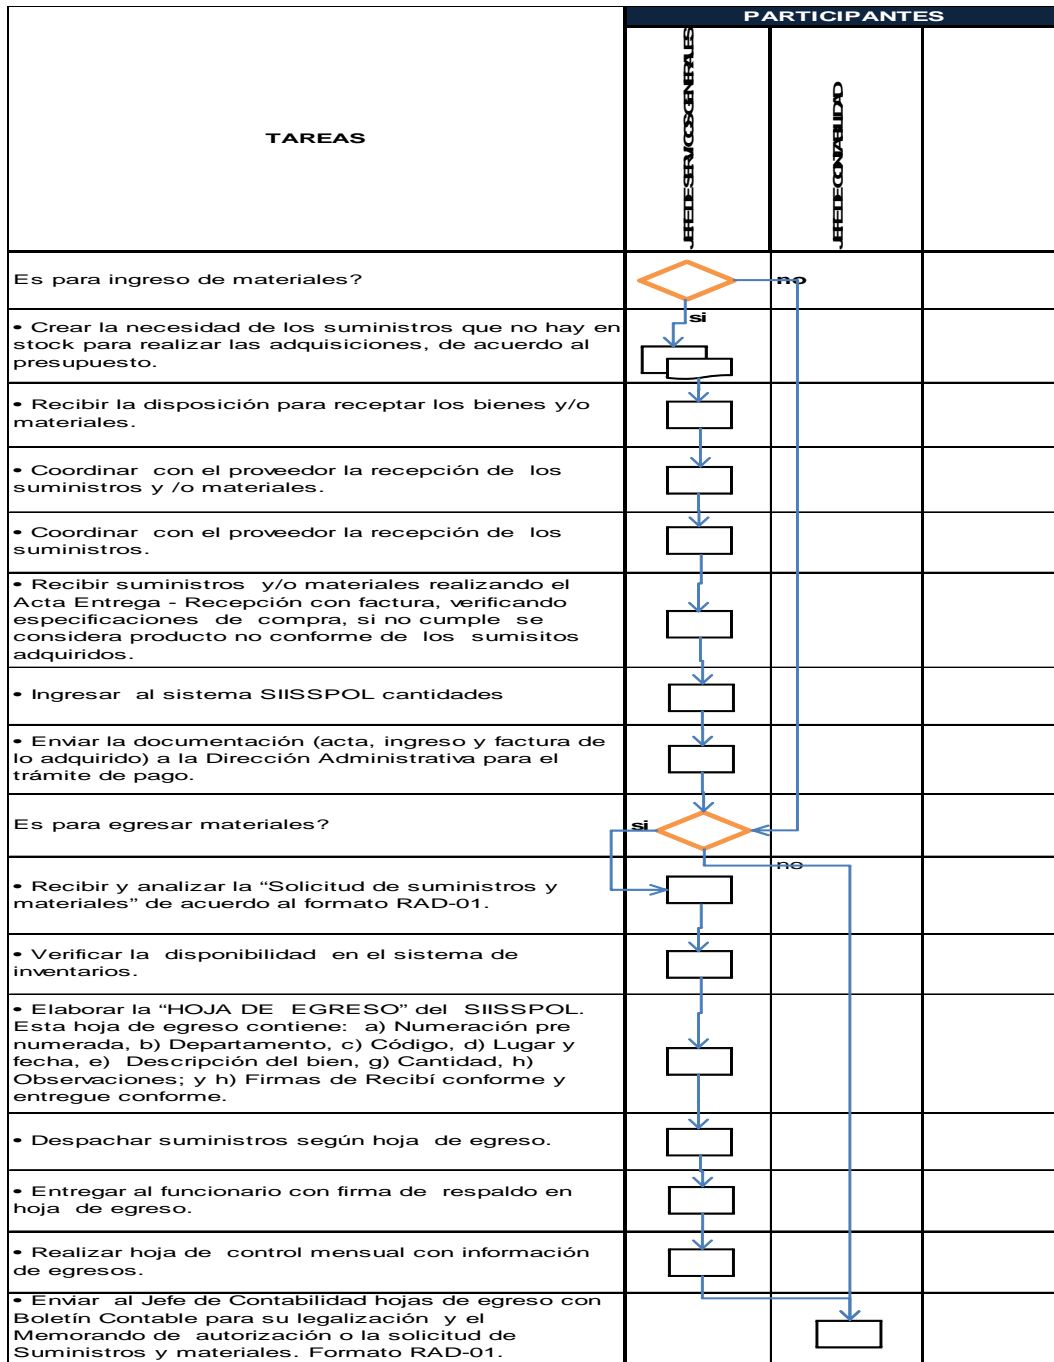 PARTICIPANTES
TAREAS
JEFE DE SERVICIOS GENERALES
JEFE DE CONTABILIDAD
Es para ingreso de materiales?
no
si
• Crear la necesidad de los suministros que no hay en
stock para realizar las adquisiciones, de acuerdo al
presupuesto.
• Recibir la disposición para receptar los bienes y/o
materiales.
• Coordinar con el proveedor la recepción de los
suministros y /o materiales.
• Coordinar con el proveedor la recepción de los
suministros.
• Recibir suministros y/o materiales realizando el
Acta Entrega - Recepción con factura, verificando
especificaciones de compra, si no cumple se
considera producto no conforme de los sumisitos
adquiridos.
• Ingresar al sistema SIISSPOL cantidades
• Enviar la documentación (acta, ingreso y factura de
lo adquirido) a la Dirección Administrativa para el
trámite de pago.
Es para egresar materiales?
si
no
• Recibir y analizar la “Solicitud de suministros y
materiales” de acuerdo al formato RAD-01.
• Verificar la disponibilidad en el sistema de
inventarios.
• Elaborar la “HOJA DE EGRESO” del SIISSPOL.
Esta hoja de egreso contiene: a) Numeración pre
numerada, b) Departamento, c) Código, d) Lugar y
fecha, e) Descripción del bien, g) Cantidad, h)
Observaciones; y h) Firmas de Recibí conforme y
entregue conforme.
• Despachar suministros según hoja de egreso.
• Entregar al funcionario con firma de respaldo en
hoja de egreso.
• Realizar hoja de control mensual con información
de egresos.
• Enviar al Jefe de Contabilidad hojas de egreso con
Boletín Contable para su legalización y el
Memorando de autorización o la solicitud de
Suministros y materiales. Formato RAD-01.